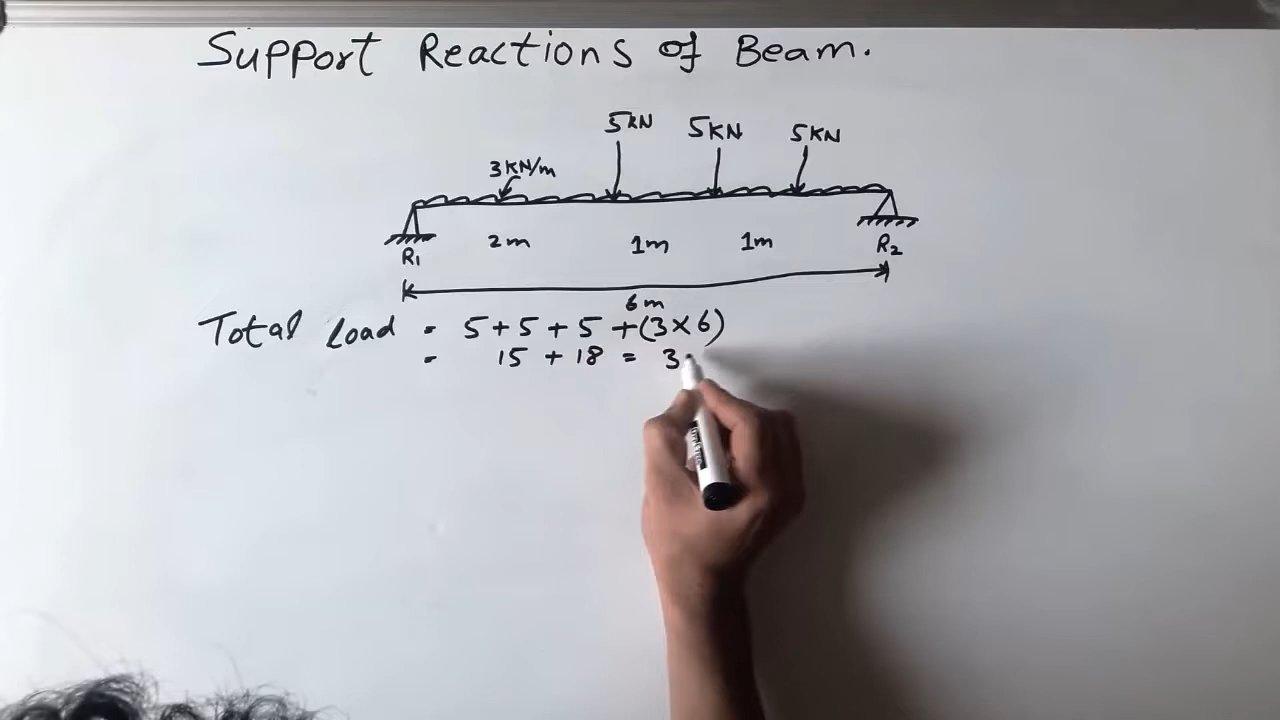 Support Reactions of Beam.
5kN 5KN 5KN
3KN/m
2m 1m 1m
R1 R2
6m
Total Load = 5 + 5 + 5 + (3 × 6)
= 15 + 18 = 3